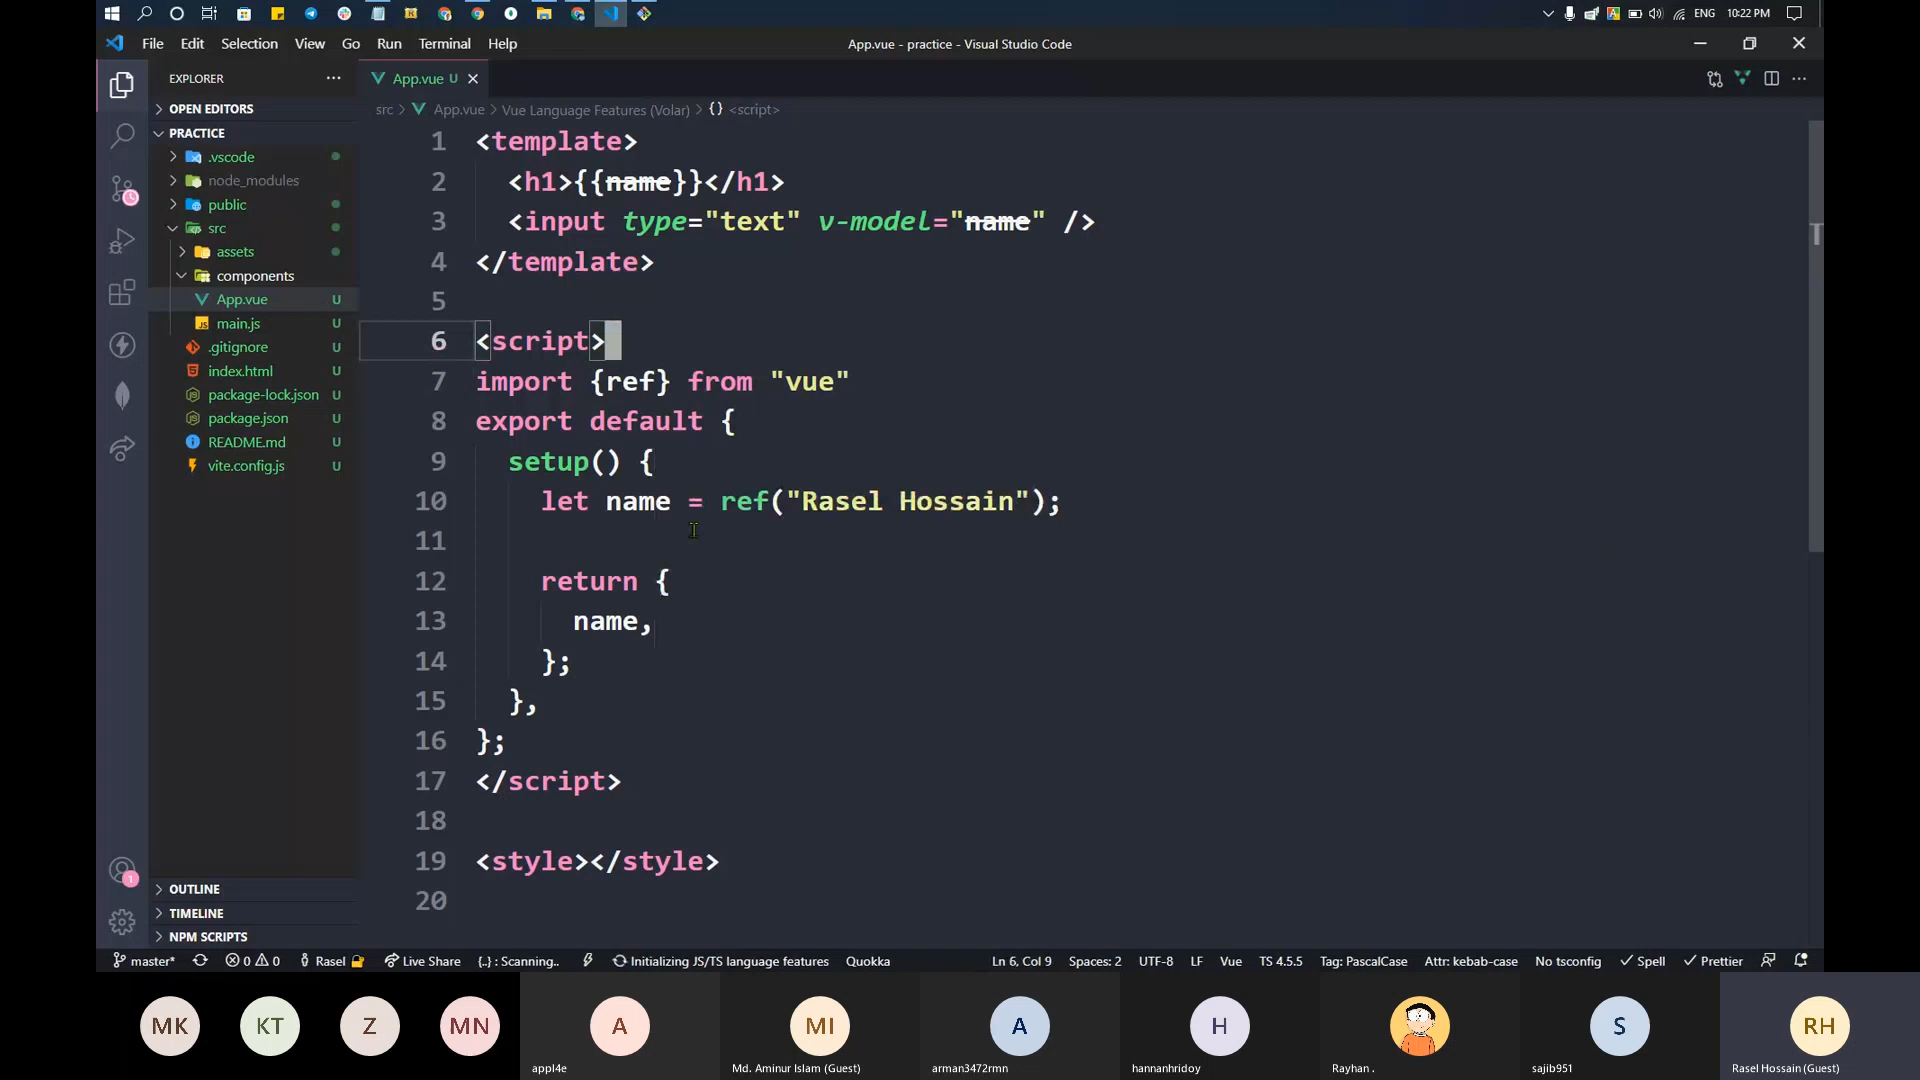 ENG 10:22 PM
File Edit Selection View Go Run Terminal Help App.vue - practice - Visual Studio Code
EXPLORER ...
App.vue U
OPEN EDITORS
src > App.vue > Vue Language Features (Volar) > {} <script>
PRACTICE
.vscode
node_modules
public
src
assets
components
App.vue U
main.js U
.gitignore U
index.html U
package-lock.json U
package.json U
README.md U
vite.config.js U
OUTLINE
TIMELINE
NPM SCRIPTS
1 <template>
2 <h1>{{name}}</h1>
3 <input type="text" v-model="name" />
4 </template>
5
6 <script>
7 import {ref} from "vue"
8 export default {
9 setup() {
10 let name = ref("Rasel Hossain");
11
12 return {
13 name,
14 };
15 },
16 };
17 </script>
18
19 <style></style>
20
master* 0 0 Rasel Live Share {..} : Scanning.. Initializing JS/TS language features Quokka Ln 6, Col 9 Spaces: 2 UTF-8 LF Vue TS 4.5.5 Tag: PascalCase Attr: kebab-case No tsconfig Spell Prettier
MK KT Z MN A MI A H S RH
appl4e Md. Aminur Islam (Guest) arman3472rmn hannanhridoy Rayhan . sajib951 Rasel Hossain (Guest)